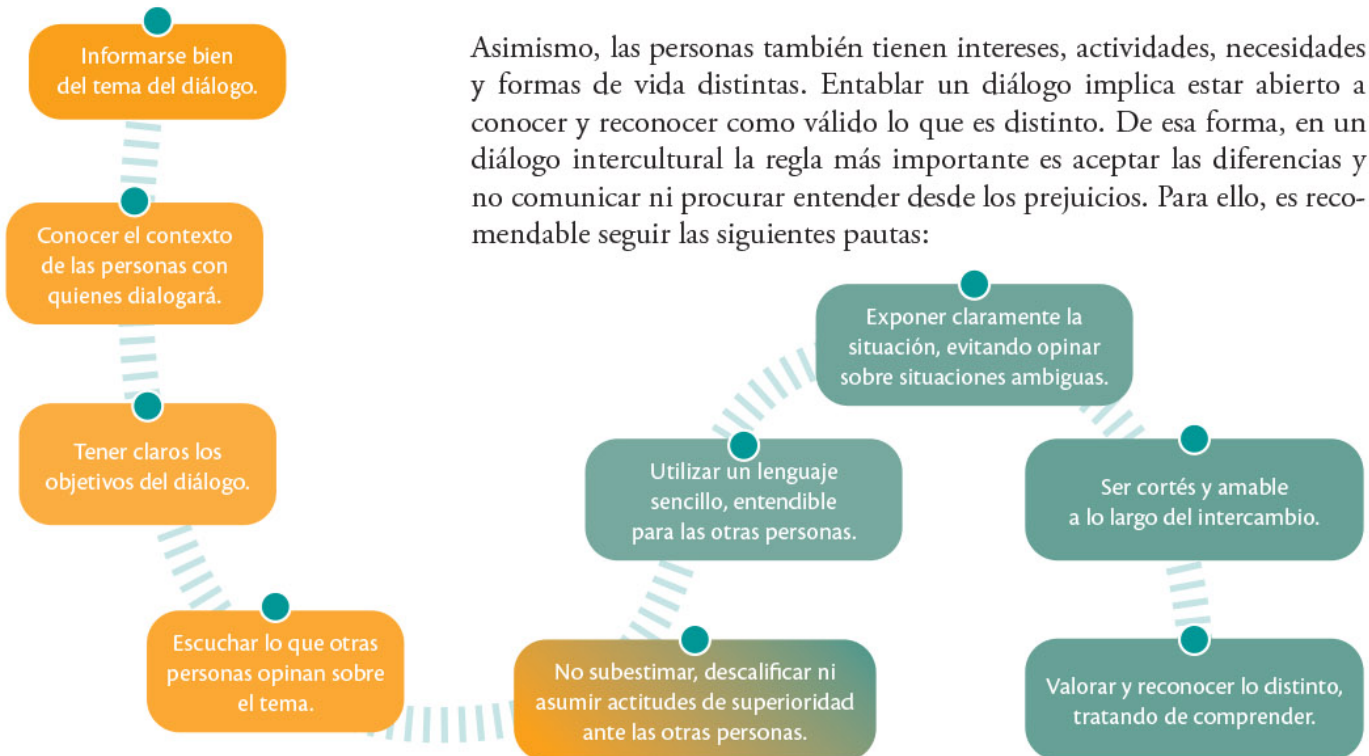 Asimismo, las personas también tienen intereses, actividades, necesidades
y formas de vida distintas. Entablar un diálogo implica estar abierto a
conocer y reconocer como válido lo que es distinto. De esa forma, en un
diálogo intercultural la regla más importante es aceptar las diferencias y
no comunicar ni procurar entender desde los prejuicios. Para ello, es reco-
mendable seguir las siguientes pautas:
Informarse bien
del tema del diálogo.
Conocer el contexto
de las personas con
quienes dialogará.
Tener claros los
objetivos del diálogo.
Escuchar lo que otras
personas opinan sobre
el tema.
No subestimar, descalificar ni
asumir actitudes de superioridad
ante las otras personas.
Utilizar un lenguaje
sencillo, entendible
para las otras personas.
Exponer claramente la
situación, evitando opinar
sobre situaciones ambiguas.
Ser cortés y amable
a lo largo del intercambio.
Valorar y reconocer lo distinto,
tratando de comprender.